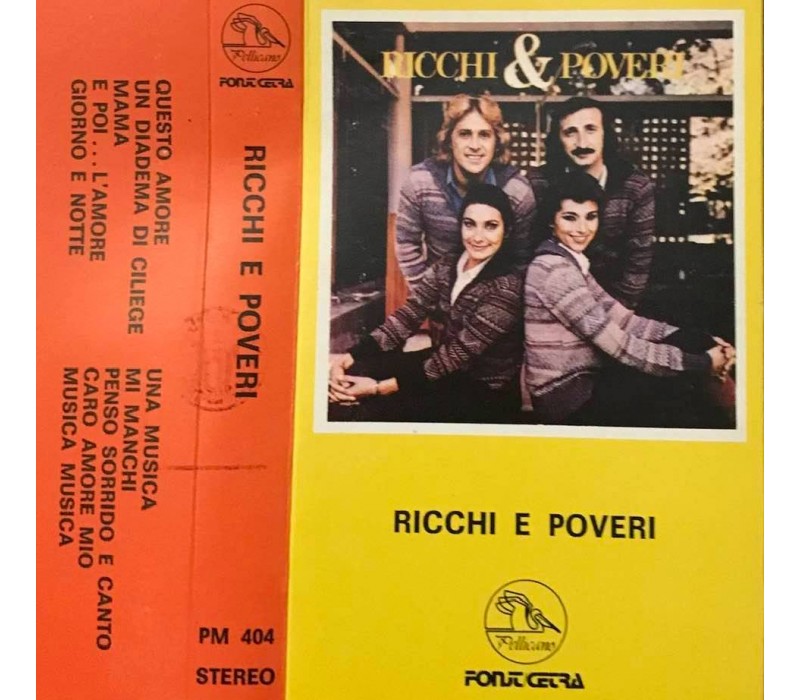 QUESTO AMORE
UN DIADEMA DI CILIEGE
MAMA
E POI... L'AMORE
GIORNO E NOTTE
UNA MUSICA
MI MANCHI
PENSO SORRIDO E CANTO
CARO AMORE MIO
MUSICA MUSICA
Pellicano
FONIT CETRA
RICCHI E POVERI
PM 404
STEREO
RICCHI & POVERI
RICCHI E POVERI
Pellicano
FONIT CETRA